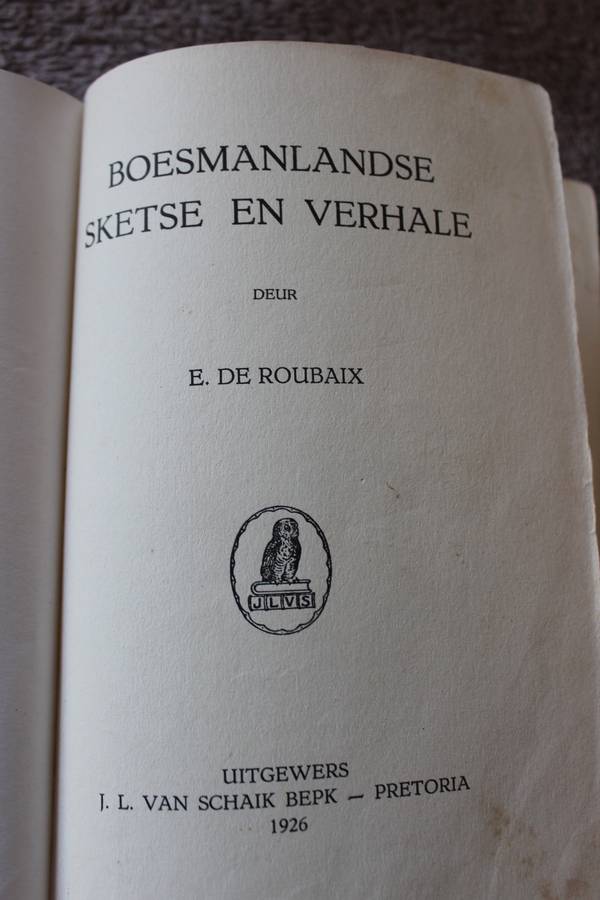 BOESMANLANDSE
SKETSE EN VERHALE
DEUR
E. DE ROUBAIX
JLVS
UITGEWERS
J. L. VAN SCHAIK BEPK — PRETORIA
1926